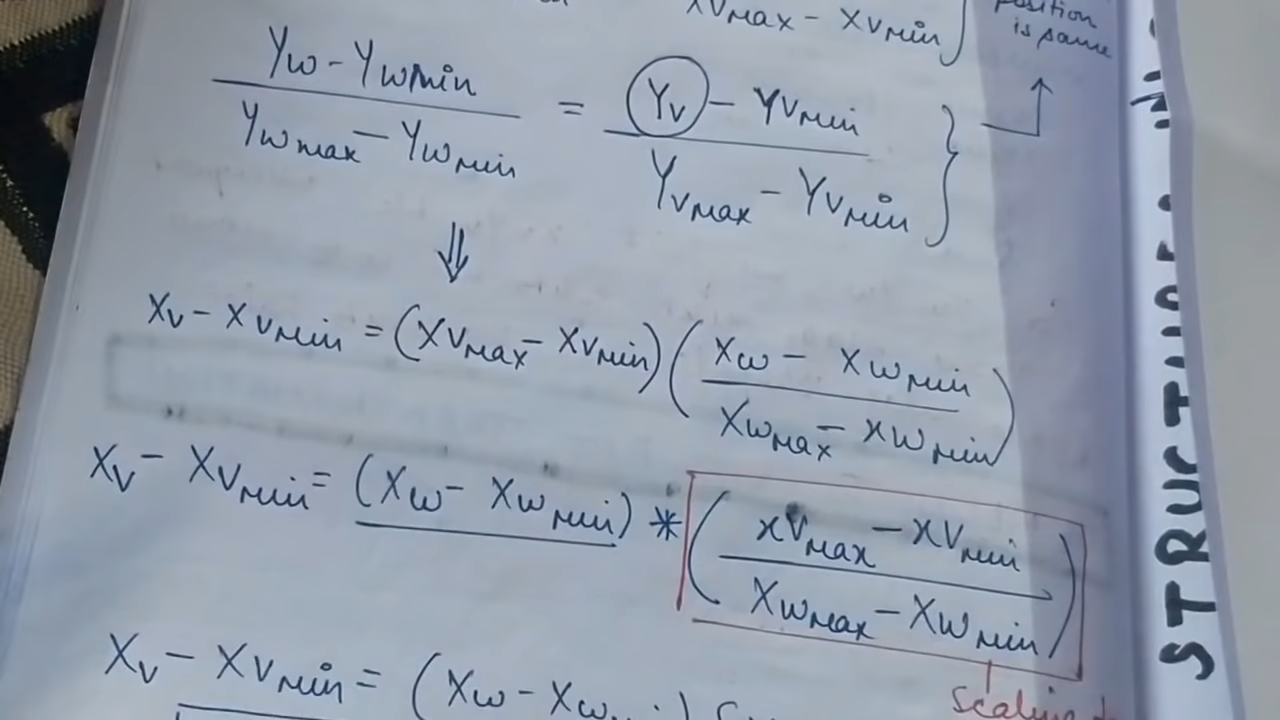 XVMax - XVMin
position
is same
Yw - YwMin / Ywmax - YwMin = Yv - YVMin / YVMax - YVMin
⇓
Xv - XVMin = (XVMax - XVMin) (Xw - XwMin / XwMax - XwMin)
Xv - XVMin = (Xw - XwMin) * (XVMax - XVMin / XwMax - XwMin)
Xv - XVMin = (Xw - Xw
Scaling